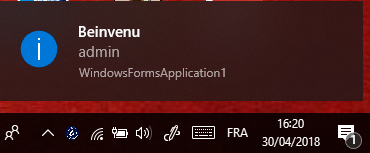 Beinvenu
admin
WindowsFormsApplication1
FRA
16:20
30/04/2018
1